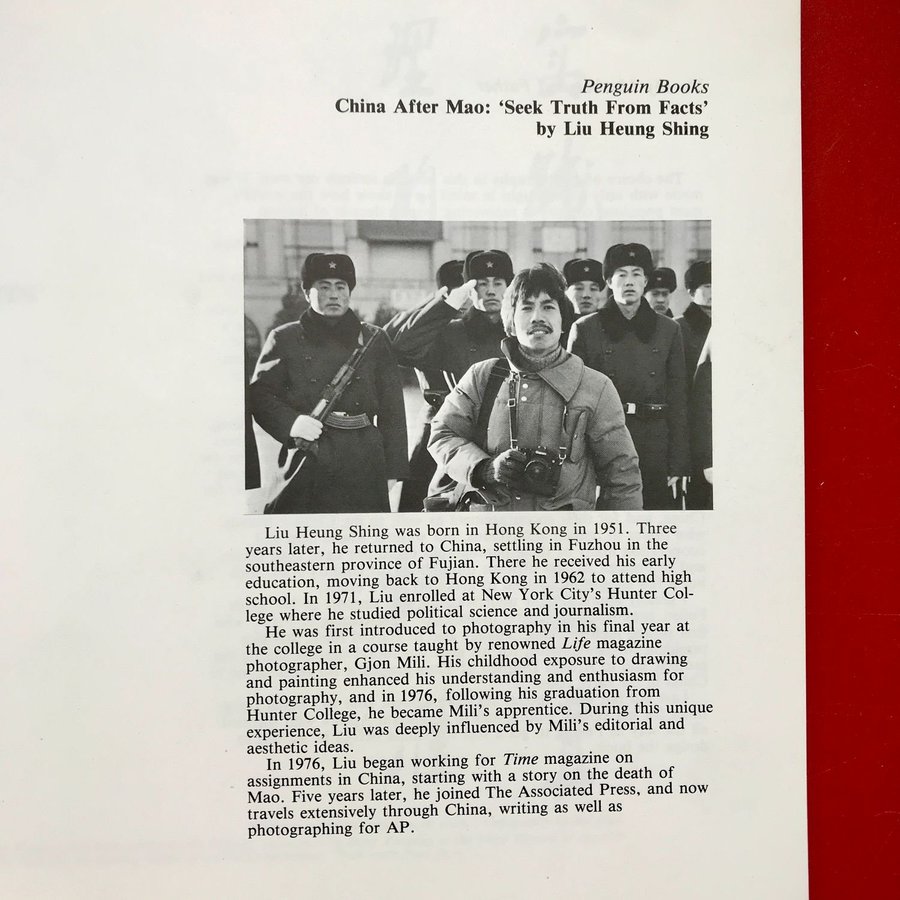 Penguin Books
China After Mao: ‘Seek Truth From Facts’
by Liu Heung Shing
Liu Heung Shing was born in Hong Kong in 1951. Three
years later, he returned to China, settling in Fuzhou in the
southeastern province of Fujian. There he received his early
education, moving back to Hong Kong in 1962 to attend high
school. In 1971, Liu enrolled at New York City’s Hunter Col-
lege where he studied political science and journalism.
He was first introduced to photography in his final year at
the college in a course taught by renowned Life magazine
photographer, Gjon Mili. His childhood exposure to drawing
and painting enhanced his understanding and enthusiasm for
photography, and in 1976, following his graduation from
Hunter College, he became Mili’s apprentice. During this unique
experience, Liu was deeply influenced by Mili’s editorial and
aesthetic ideas.
In 1976, Liu began working for Time magazine on
assignments in China, starting with a story on the death of
Mao. Five years later, he joined The Associated Press, and now
travels extensively through China, writing as well as
photographing for AP.